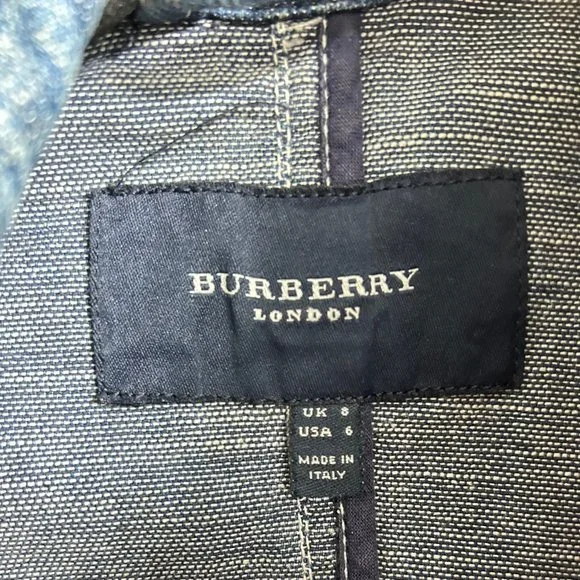 BURBERRY
LONDON
UK 8
USA 6
MADE IN
ITALY